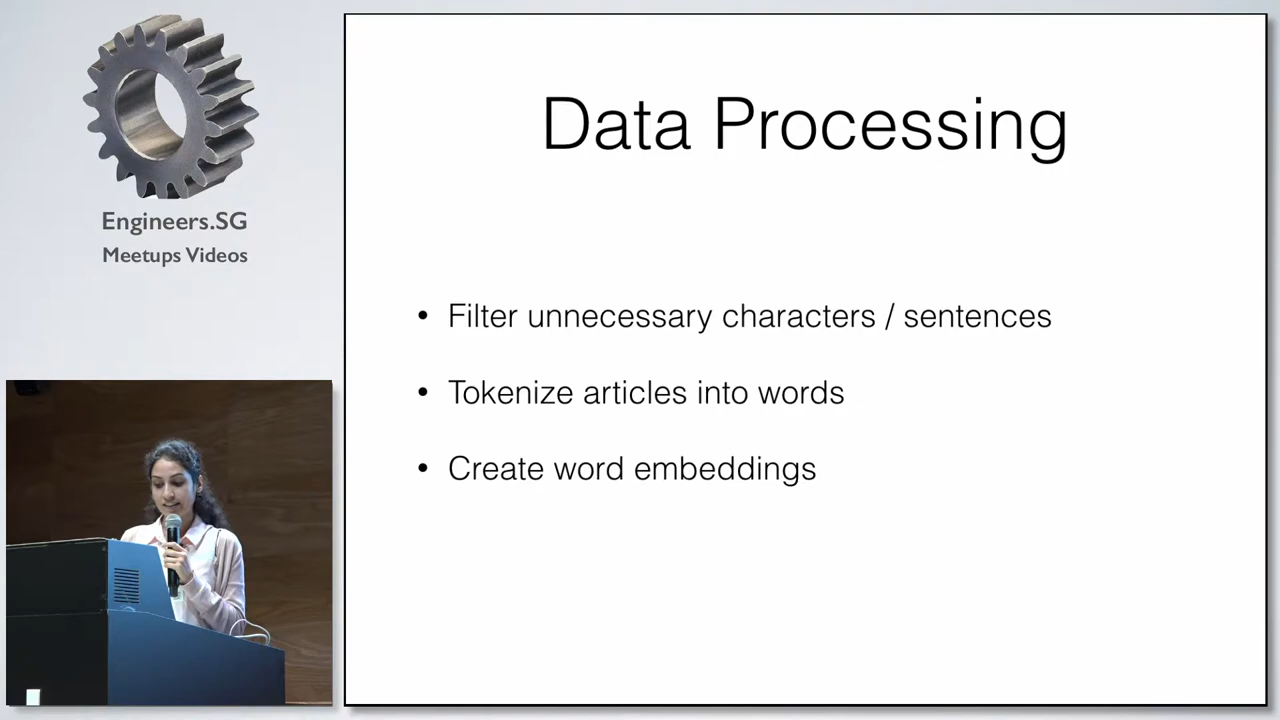 Engineers.SG
Meetups Videos
Data Processing
• Filter unnecessary characters / sentences
• Tokenize articles into words
• Create word embeddings